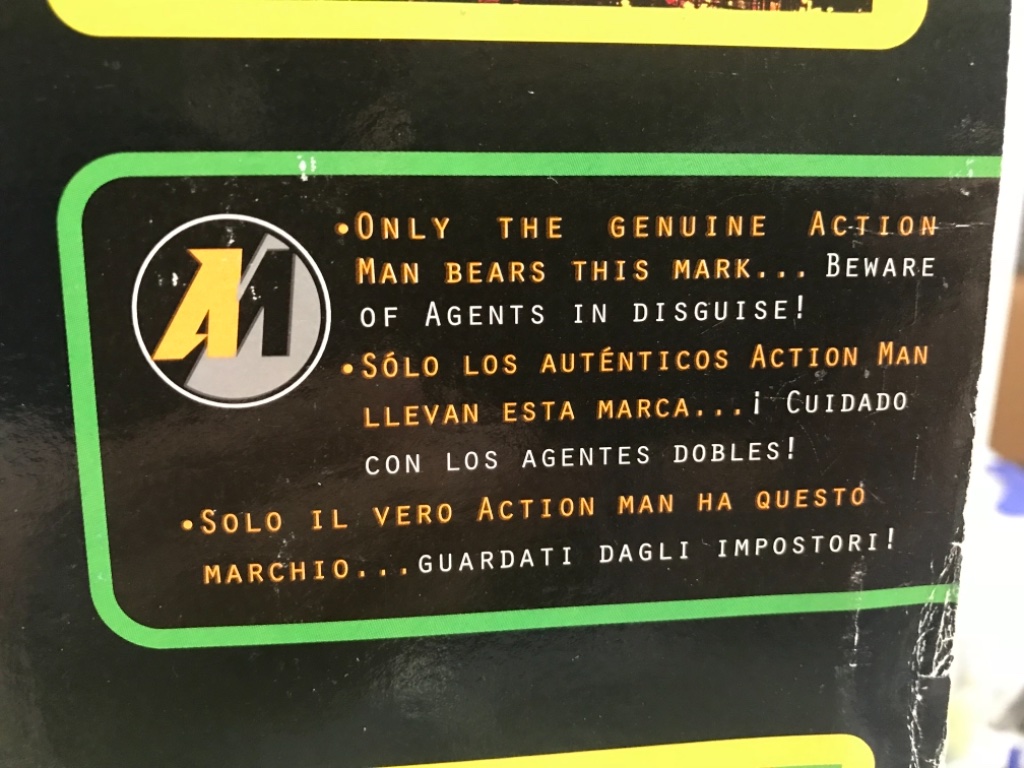 AM
•ONLY THE GENUINE ACTION
MAN BEARS THIS MARK... BEWARE
OF AGENTS IN DISGUISE!
•SÓLO LOS AUTÉNTICOS ACTION MAN
LLEVAN ESTA MARCA...¡ CUIDADO
CON LOS AGENTES DOBLES!
•SOLO IL VERO ACTION MAN HA QUESTO
MARCHIO...GUARDATI DAGLI IMPOSTORI!